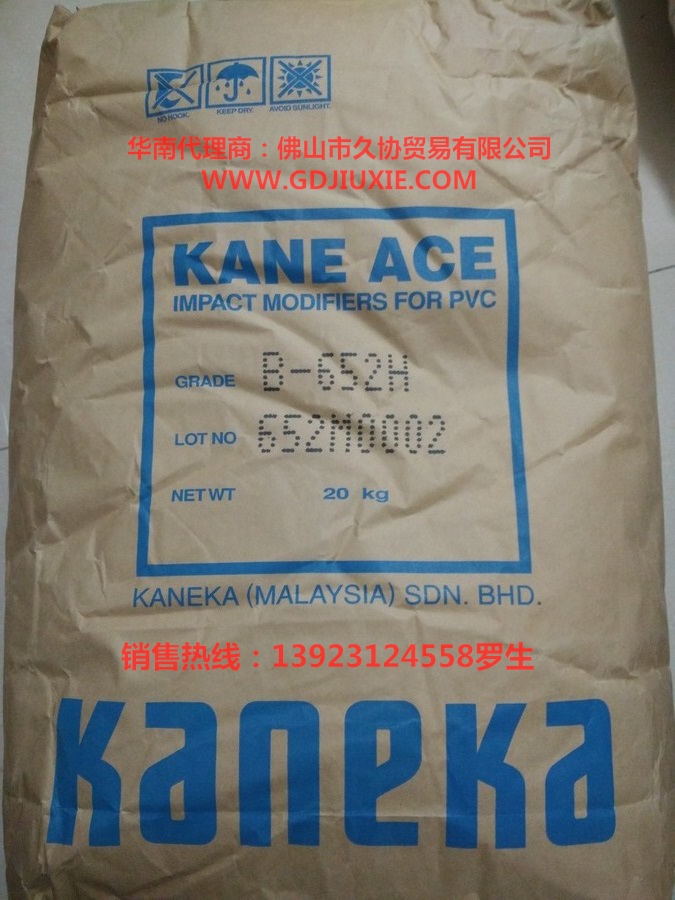 NO HOOK.
KEEP DRY.
AVOID SUNLIGHT.
华南代理商：佛山市久协贸易有限公司
WWW.GDJIUXIE.COM
KANE ACE
IMPACT MODIFIERS FOR PVC
GRADE B-652H
LOT NO 652M0002
NET WT 20 kg
KANEKA (MALAYSIA) SDN. BHD.
销售热线：13923124558罗生
kaneka